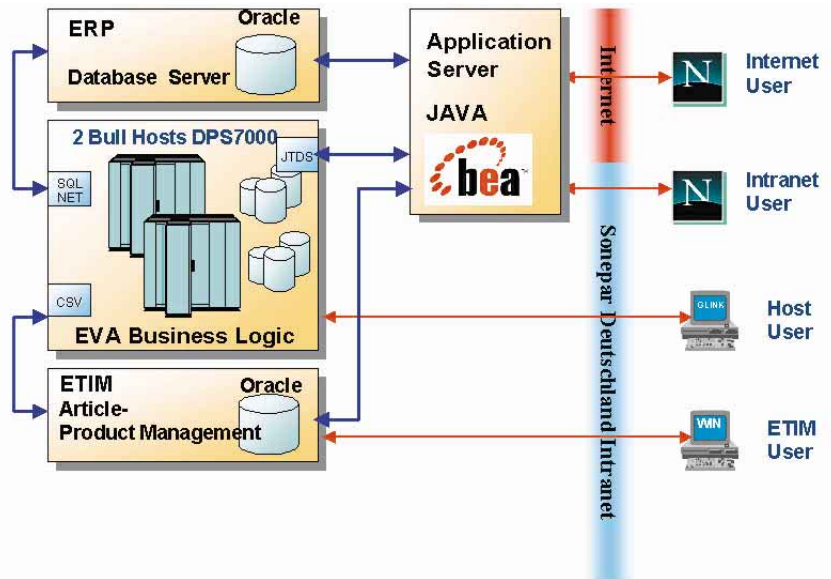 ERP
Oracle
Database Server
2 Bull Hosts DPS7000
JTDS
SQL
NET
CSV
EVA Business Logic
ETIM
Oracle
Article-
Product Management
Application
Server
JAVA
bea™
Internet
Sonepar Deutschland Intranet
N
Internet
User
N
Intranet
User
GLINK
Host
User
WIN
ETIM
User